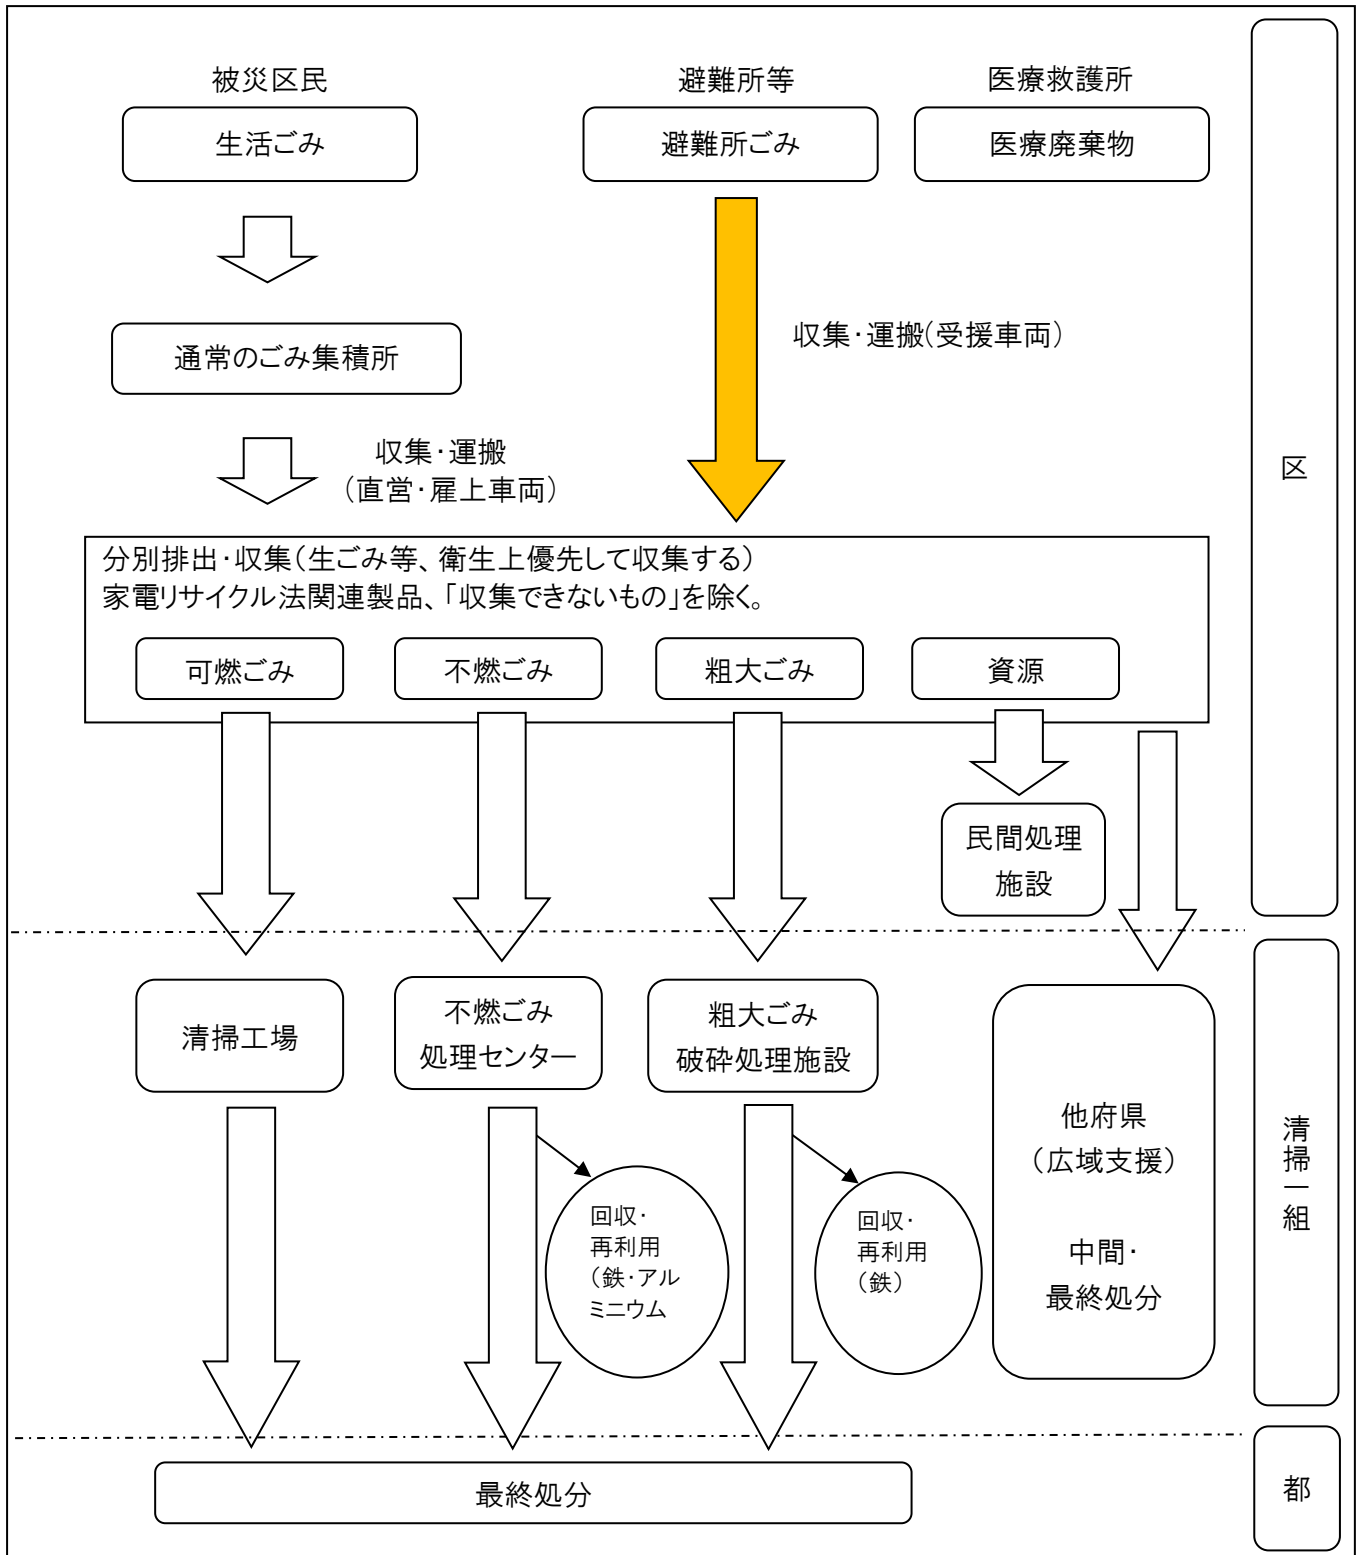 被災区民
避難所等
医療救護所
生活ごみ
避難所ごみ
医療廃棄物
通常のごみ集積所
収集・運搬(受援車両)
収集・運搬
(直営・雇上車両)
分別排出・収集(生ごみ等、衛生上優先して収集する)
家電リサイクル法関連製品、「収集できないもの」を除く。
可燃ごみ
不燃ごみ
粗大ごみ
資源
民間処理
施設
区
清掃工場
不燃ごみ
処理センター
粗大ごみ
破砕処理施設
他府県
(広域支援)
中間・
最終処分
回収・
再利用
(鉄・アル
ミニウム
回収・
再利用
(鉄)
清掃一組
最終処分
都